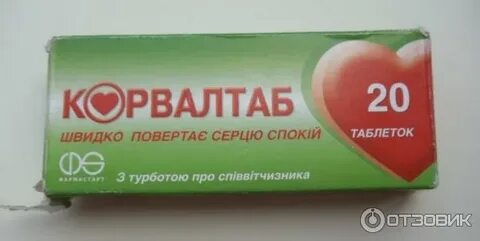 КОРВАЛТАБ
ШВИДКО ПОВЕРТАЄ СЕРЦЮ СПОКІЙ
20
ТАБЛЕТОК
ФАРМАСТАРТ
З турботою про співвітчизника
ОТЗОВИК